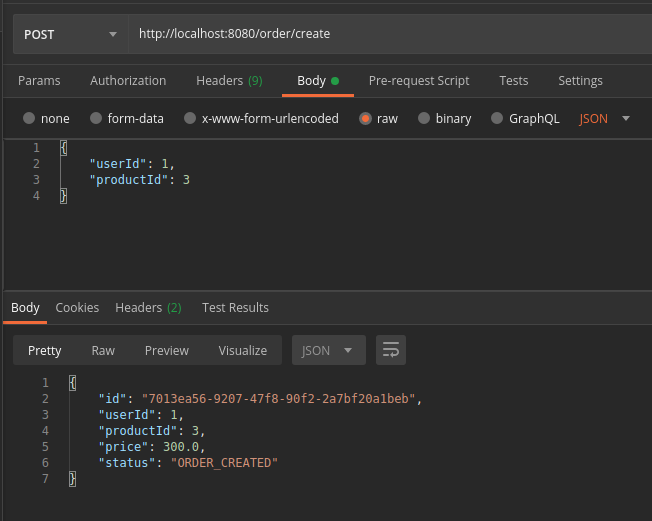 POST http://localhost:8080/order/create
Params Authorization Headers (9) Body Pre-request Script Tests Settings
none form-data x-www-form-urlencoded raw binary GraphQL JSON
1 {
2 "userId": 1,
3 "productId": 3
4 }
Body Cookies Headers (2) Test Results
Pretty Raw Preview Visualize JSON
1 {
2 "id": "7013ea56-9207-47f8-90f2-2a7bf20a1beb",
3 "userId": 1,
4 "productId": 3,
5 "price": 300.0,
6 "status": "ORDER_CREATED"
7 }